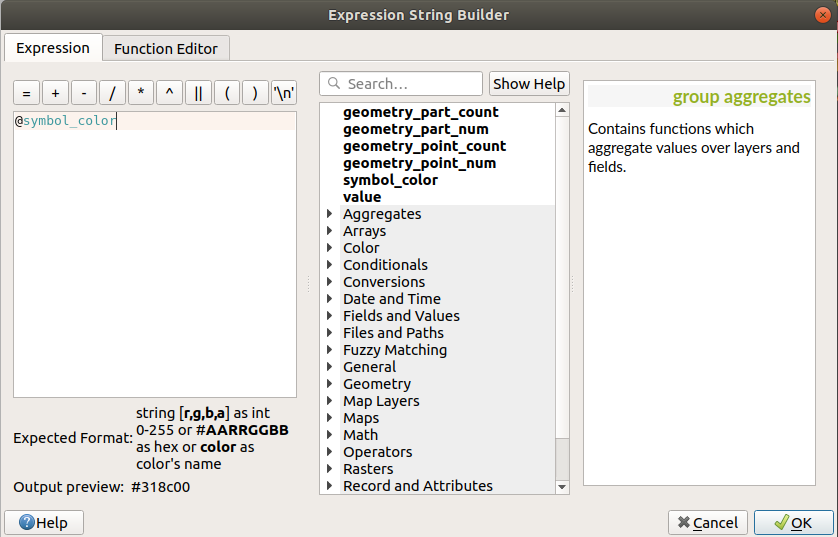 Expression String Builder
Expression
Function Editor
= + - / * ^ || ( ) '\n'
@symbol_color
Expected Format:
string [r,g,b,a] as int
0-255 or #AARRGGBB
as hex or color as
color's name
Output preview: #318c00
Search…
Show Help
geometry_part_count
geometry_part_num
geometry_point_count
geometry_point_num
symbol_color
value
Aggregates
Arrays
Color
Conditionals
Conversions
Date and Time
Fields and Values
Files and Paths
Fuzzy Matching
General
Geometry
Map Layers
Maps
Math
Operators
Rasters
Record and Attributes
group aggregates
Contains functions which
aggregate values over layers and
fields.
Help
Cancel
OK